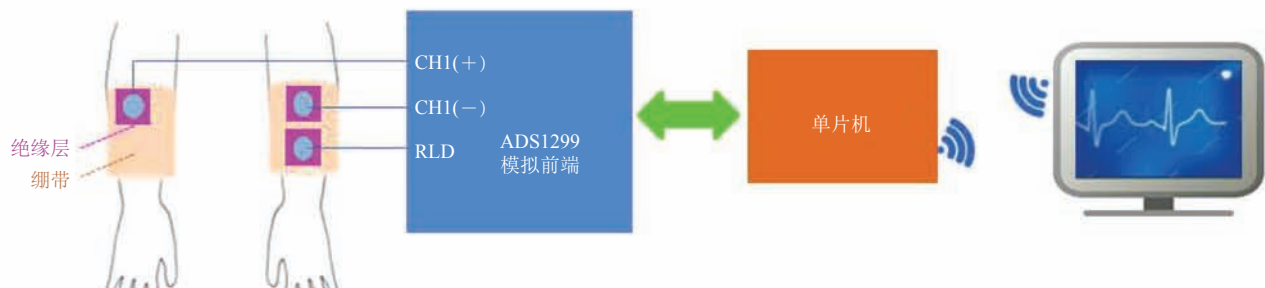 CH1(+)
CH1(-)
RLD
ADS1299
模拟前端
单片机
绝缘层
绷带